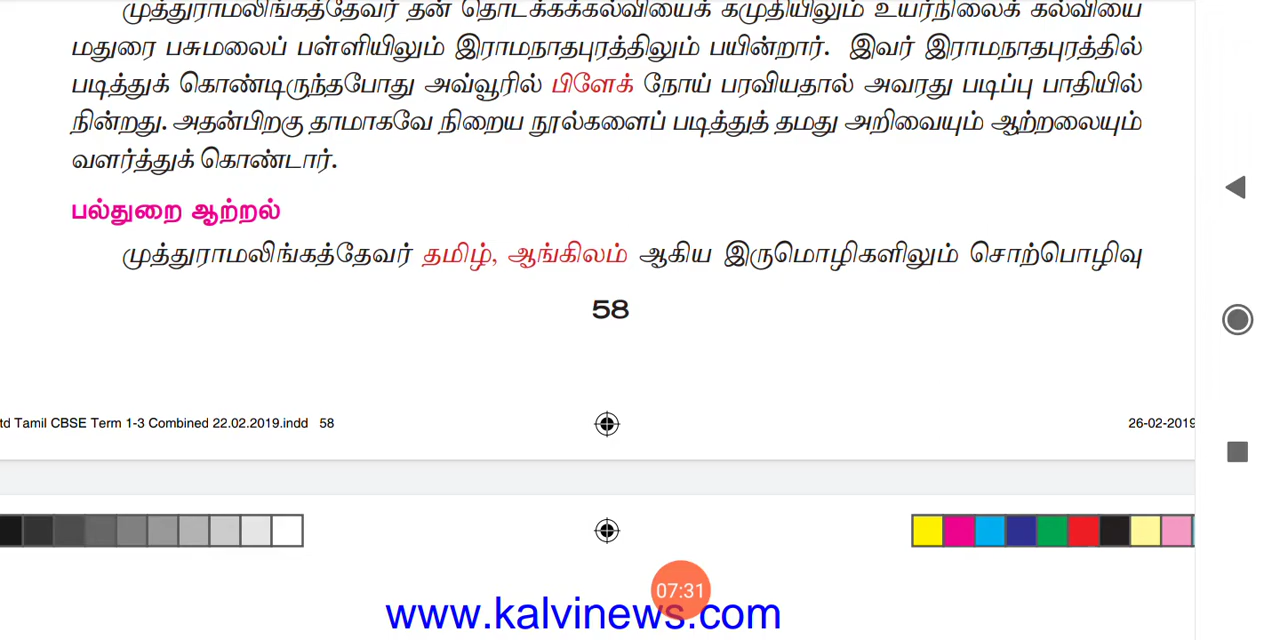 முத்துராமலிங்கத்தேவர் தன் தொடக்கக்கல்வியைக் கமுதியிலும் உயர்நிலைக் கல்வியை
மதுரை பசுமலைப் பள்ளியிலும் இராமநாதபுரத்திலும் பயின்றார். இவர் இராமநாதபுரத்தில்
படித்துக் கொண்டிருந்தபோது அவ்வூரில் பிளேக் நோய் பரவியதால் அவரது படிப்பு பாதியில்
நின்றது. அதன்பிறகு தாமாகவே நிறைய நூல்களைப் படித்துத் தமது அறிவையும் ஆற்றலையும்
வளர்த்துக் கொண்டார்.
பல்துறை ஆற்றல்
முத்துராமலிங்கத்தேவர் தமிழ், ஆங்கிலம் ஆகிய இருமொழிகளிலும் சொற்பொழிவு
58
td Tamil CBSE Term 1-3 Combined 22.02.2019.indd 58
26-02-2019
07:31
www.kalvinews.com